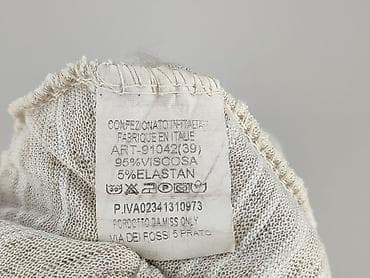 CONFEZIONATO IN ITALIA
FABRIQUE EN ITALIE
ART-91042(39)
95%VISCOSA
5%ELASTAN
P.IVA02341310973
PORDOTTO DA MISS ONLY
VIA DEI FOSSI 5 PRATO